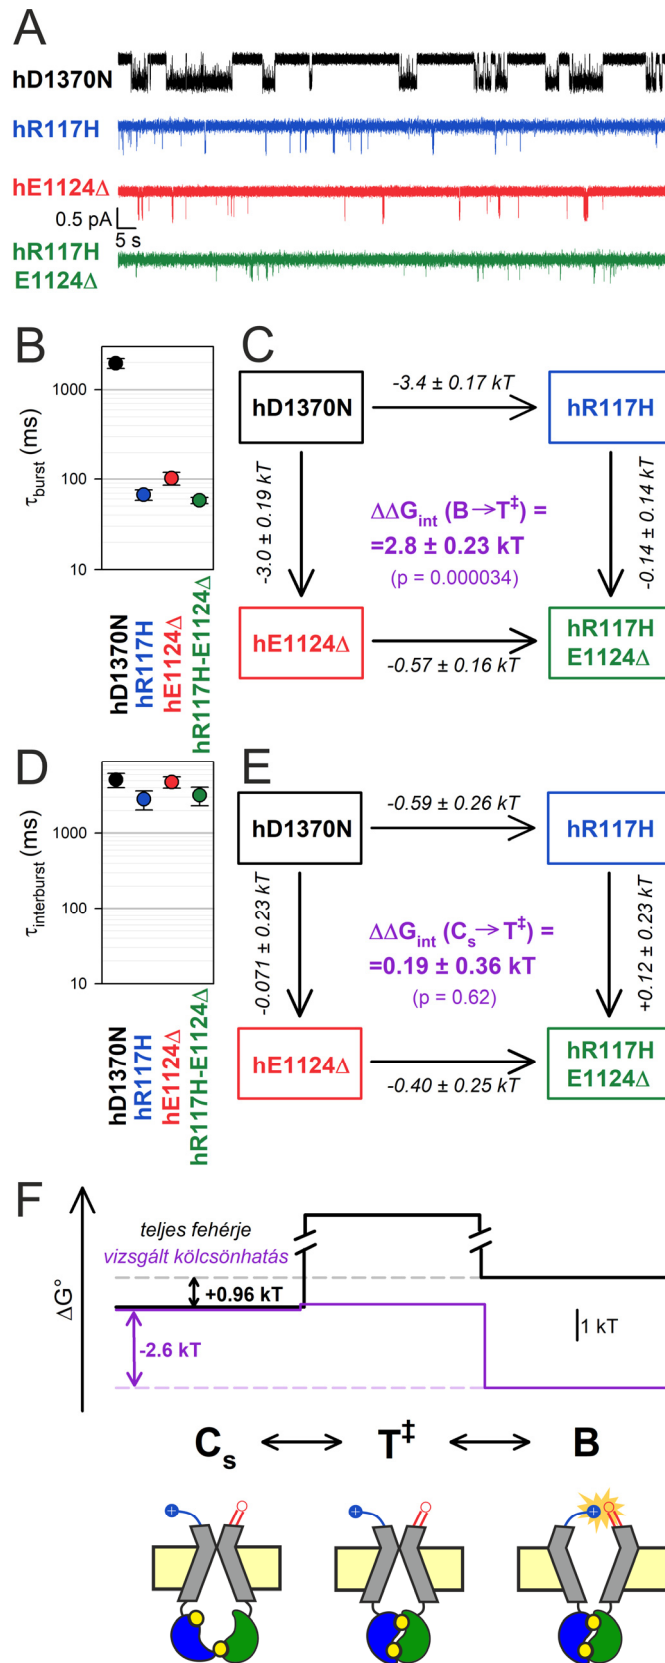 A
hD1370N
hR117H
hE1124Δ
0.5 pA
5 s
hR117H
E1124Δ
B
τburst (ms)
1000
100
10
hD1370N
hR117H
hE1124Δ
hR117H-E1124Δ
C
hD1370N
-3.4 ± 0.17 kT
hR117H
-3.0 ± 0.19 kT
ΔΔGint (B→T‡) =
=2.8 ± 0.23 kT
(p = 0.000034)
-0.14 ± 0.14 kT
hE1124Δ
-0.57 ± 0.16 kT
hR117H
E1124Δ
D
τinterburst (ms)
1000
100
10
hD1370N
hR117H
hE1124Δ
hR117H-E1124Δ
E
hD1370N
-0.59 ± 0.26 kT
hR117H
-0.071 ± 0.23 kT
ΔΔGint (Cs→T‡) =
=0.19 ± 0.36 kT
(p = 0.62)
+0.12 ± 0.23 kT
hE1124Δ
-0.40 ± 0.25 kT
hR117H
E1124Δ
F
ΔG°
teljes fehérje
vizsgált kölcsönhatás
+0.96 kT
-2.6 kT
1 kT
Cs
T‡
B
+
+
+